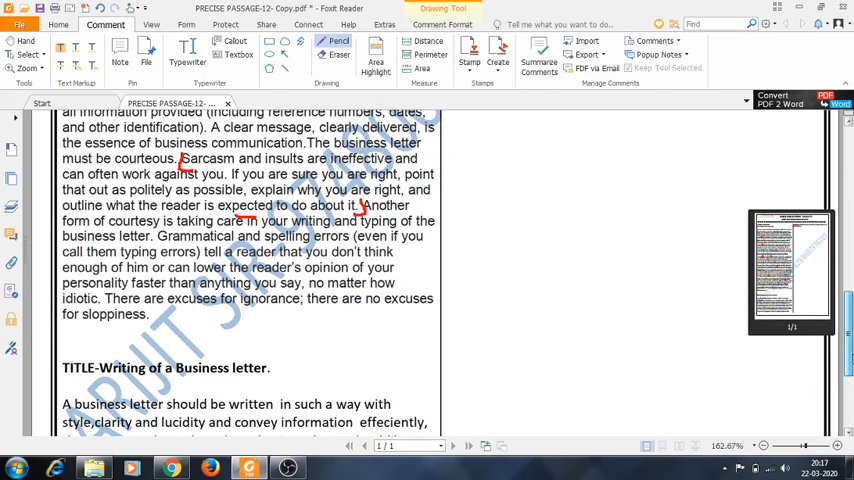 PRECISE PASSAGE-12- Copy.pdf * - Foxit Reader
Drawing Tool
File Home Comment View Form Protect Share Connect Help Extras Comment Format Tell me what you want to do... Find
Hand Select Zoom
Text Markup
Note File
Pin
Typewriter Callout Textbox
Typewriter
Pencil Eraser
Drawing
Area Highlight
Distance Perimeter Area
Measure
Stamp Create
Stamps
Summarize Comments
Import Export FDF via Email
Comments Popup Notes Keep Tool Selected
Manage Comments
Start PRECISE PASSAGE-12- ...
Convert PDF
PDF 2 Word Word
all information provided (including reference numbers, dates,
and other identification). A clear message, clearly delivered, is
the essence of business communication.The business letter
must be courteous. Sarcasm and insults are ineffective and
can often work against you. If you are sure you are right, point
that out as politely as possible, explain why you are right, and
outline what the reader is expected to do about it. Another
form of courtesy is taking care in your writing and typing of the
business letter. Grammatical and spelling errors (even if you
call them typing errors) tell a reader that you don't think
enough of him or can lower the reader's opinion of your
personality faster than anything you say, no matter how
idiotic. There are excuses for ignorance; there are no excuses
for sloppiness.
TITLE-Writing of a Business letter.
A business letter should be written in such a way with
style,clarity and lucidity and convey information effeciently,
1/1
1 / 1
162.67%
20:17
22-03-2020